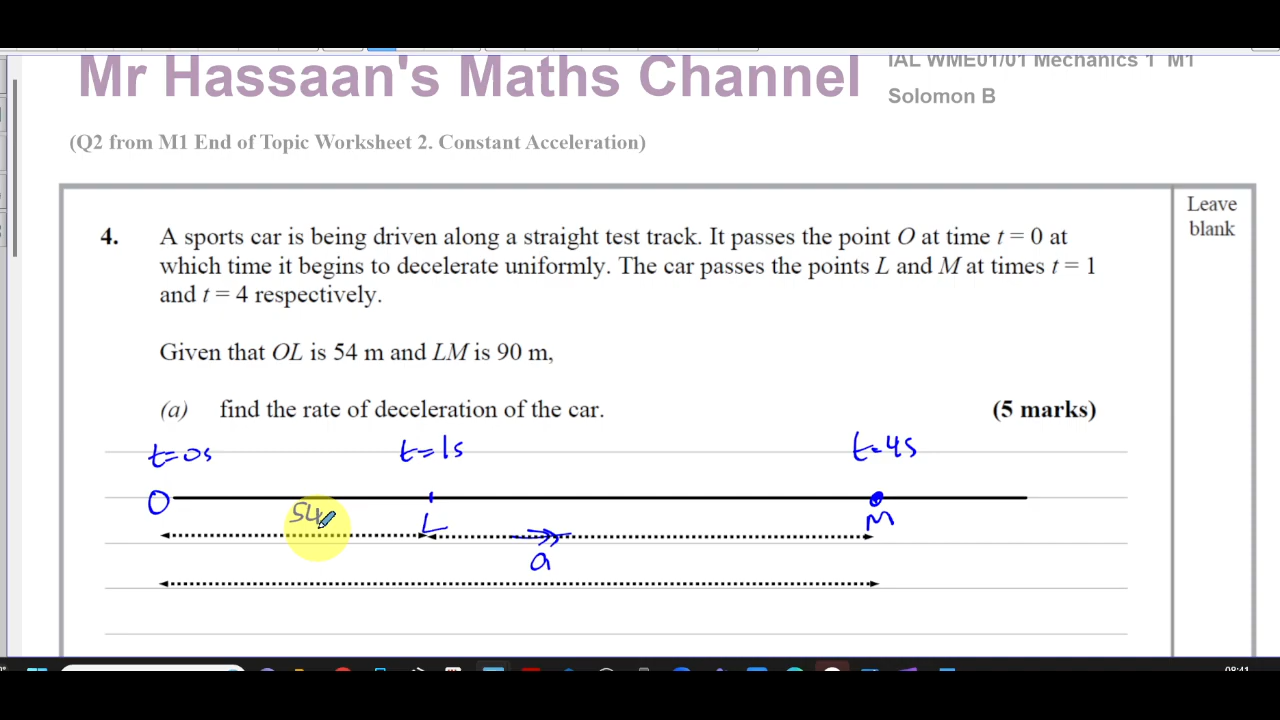 Mr Hassaan's Maths Channel
IAL WME01/01 Mechanics 1 M1
Solomon B
(Q2 from M1 End of Topic Worksheet 2. Constant Acceleration)
Leave
blank
4. A sports car is being driven along a straight test track. It passes the point O at time t = 0 at
which time it begins to decelerate uniformly. The car passes the points L and M at times t = 1
and t = 4 respectively.
Given that OL is 54 m and LM is 90 m,
(a) find the rate of deceleration of the car. (5 marks)
t=0s t=1s t=4s
O L M
54
a
08:41